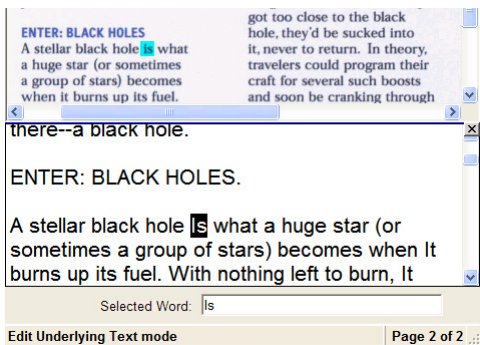 ENTER: BLACK HOLES
A stellar black hole is what
a huge star (or sometimes
a group of stars) becomes
when it burns up its fuel.
got too close to the black
hole, they'd be sucked into
it, never to return. In theory,
travelers could program their
craft for several such boosts
and soon be cranking through
there--a black hole.
ENTER: BLACK HOLES.
A stellar black hole Is what a huge star (or
sometimes a group of stars) becomes when It
burns up its fuel. With nothing left to burn, It
Selected Word: Is
Edit Underlying Text mode
Page 2 of 2